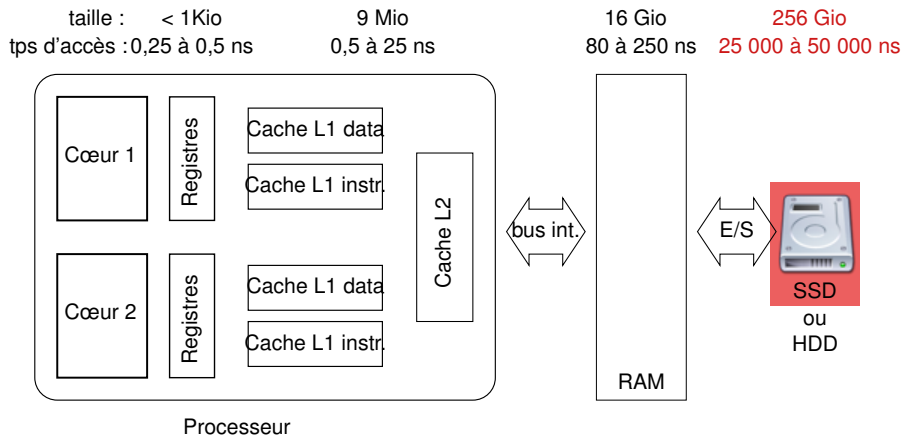 taille : < 1Kio 9 Mio 16 Gio 256 Gio
tps d'accès : 0,25 à 0,5 ns 0,5 à 25 ns 80 à 250 ns 25 000 à 50 000 ns
Cœur 1
Registres
Cache L1 data
Cache L1 instr.
Cœur 2
Registres
Cache L1 data
Cache L1 instr.
Cache L2
bus int.
RAM
E/S
SSD
ou
HDD
Processeur